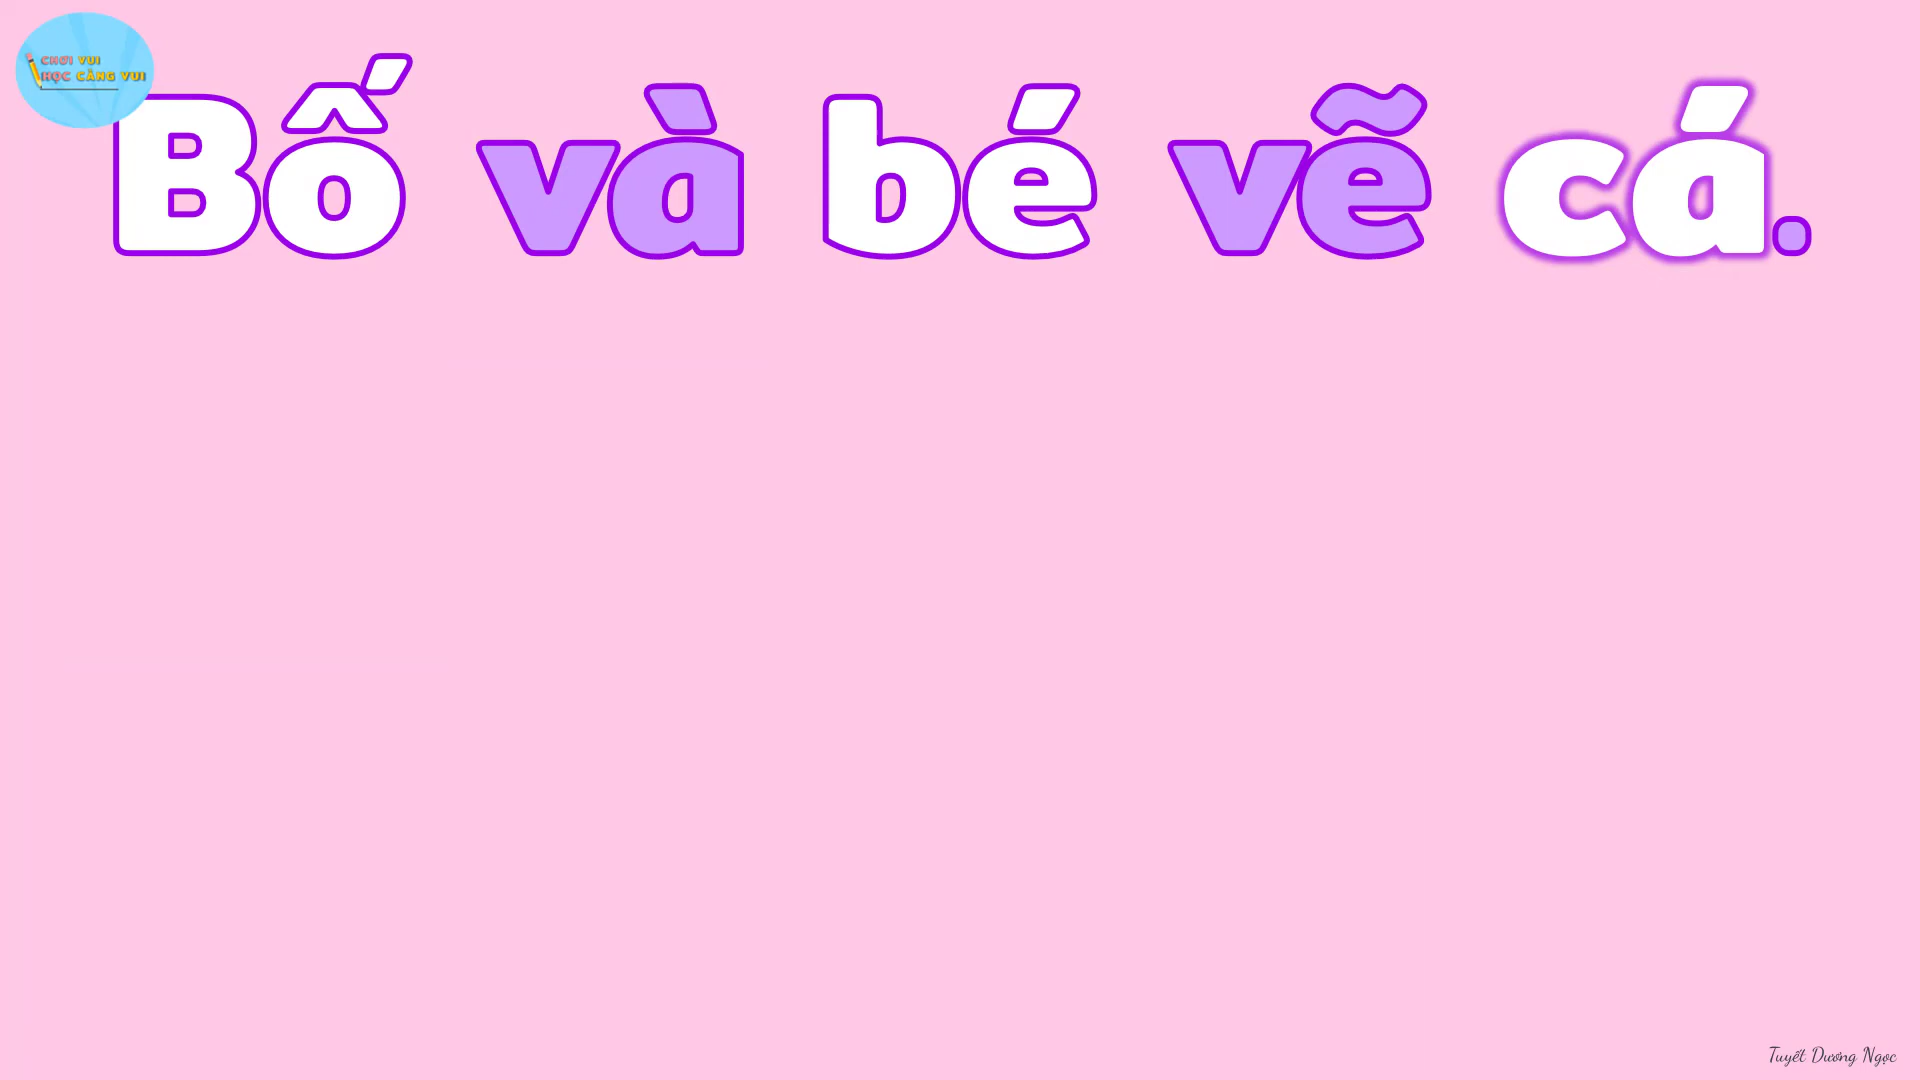 CHƠI VUI
HỌC CÀNG VUI
Bố và bé vẽ cá.
Tuyết Dương Ngọc